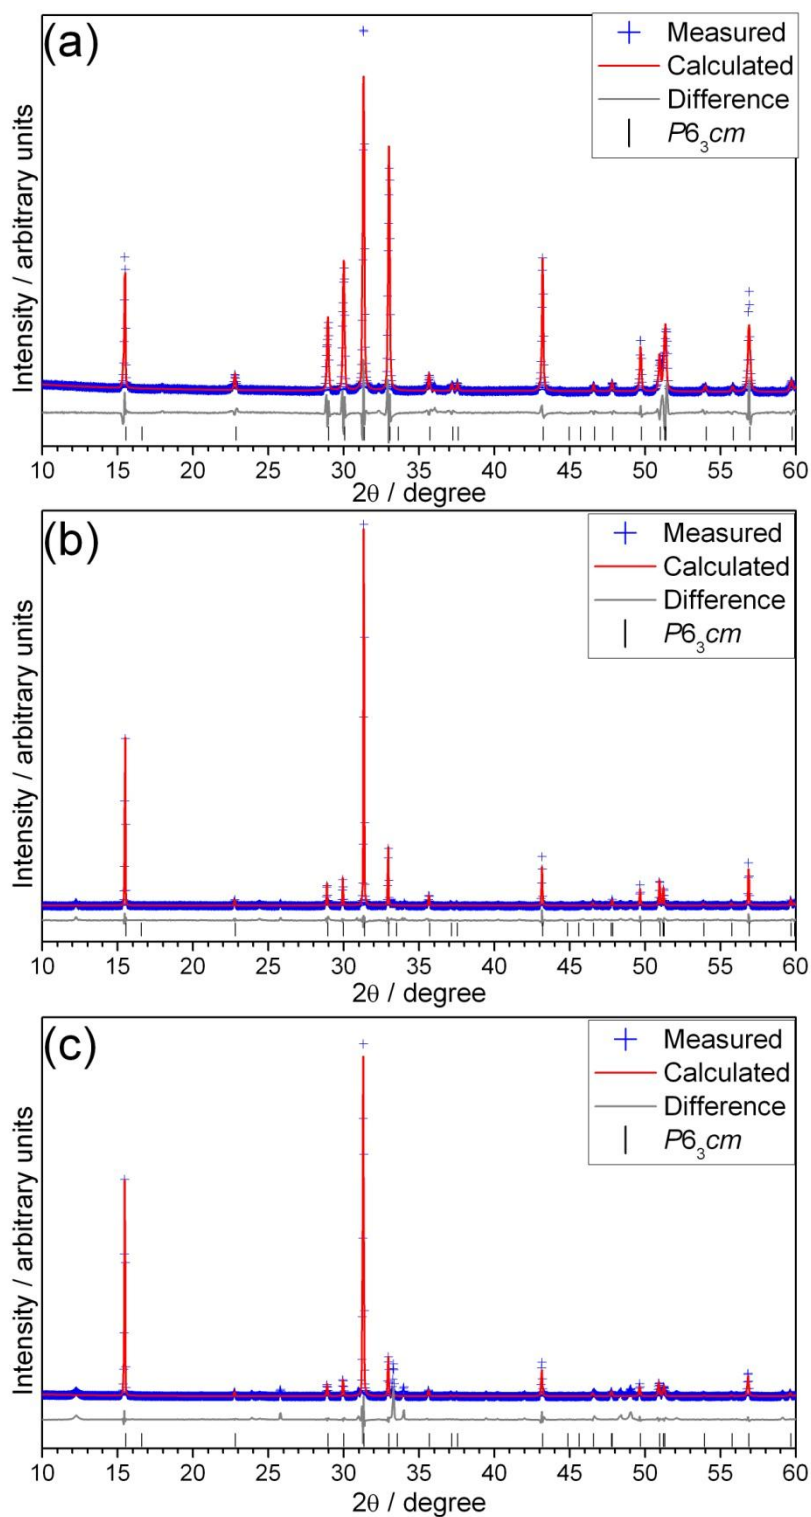 (a)
Measured
Calculated
Difference
P6₃cm
Intensity / arbitrary units
10 15 20 25 30 35 40 45 50 55 60
2θ / degree
(b)
Measured
Calculated
Difference
P6₃cm
Intensity / arbitrary units
10 15 20 25 30 35 40 45 50 55 60
2θ / degree
(c)
Measured
Calculated
Difference
P6₃cm
Intensity / arbitrary units
10 15 20 25 30 35 40 45 50 55 60
2θ / degree